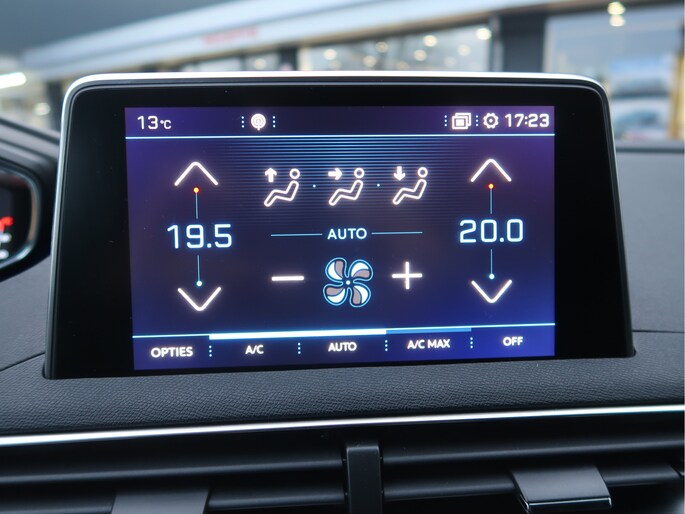 13°C
17:23
19.5
AUTO
20.0
OPTIES
A/C
AUTO
A/C MAX
OFF